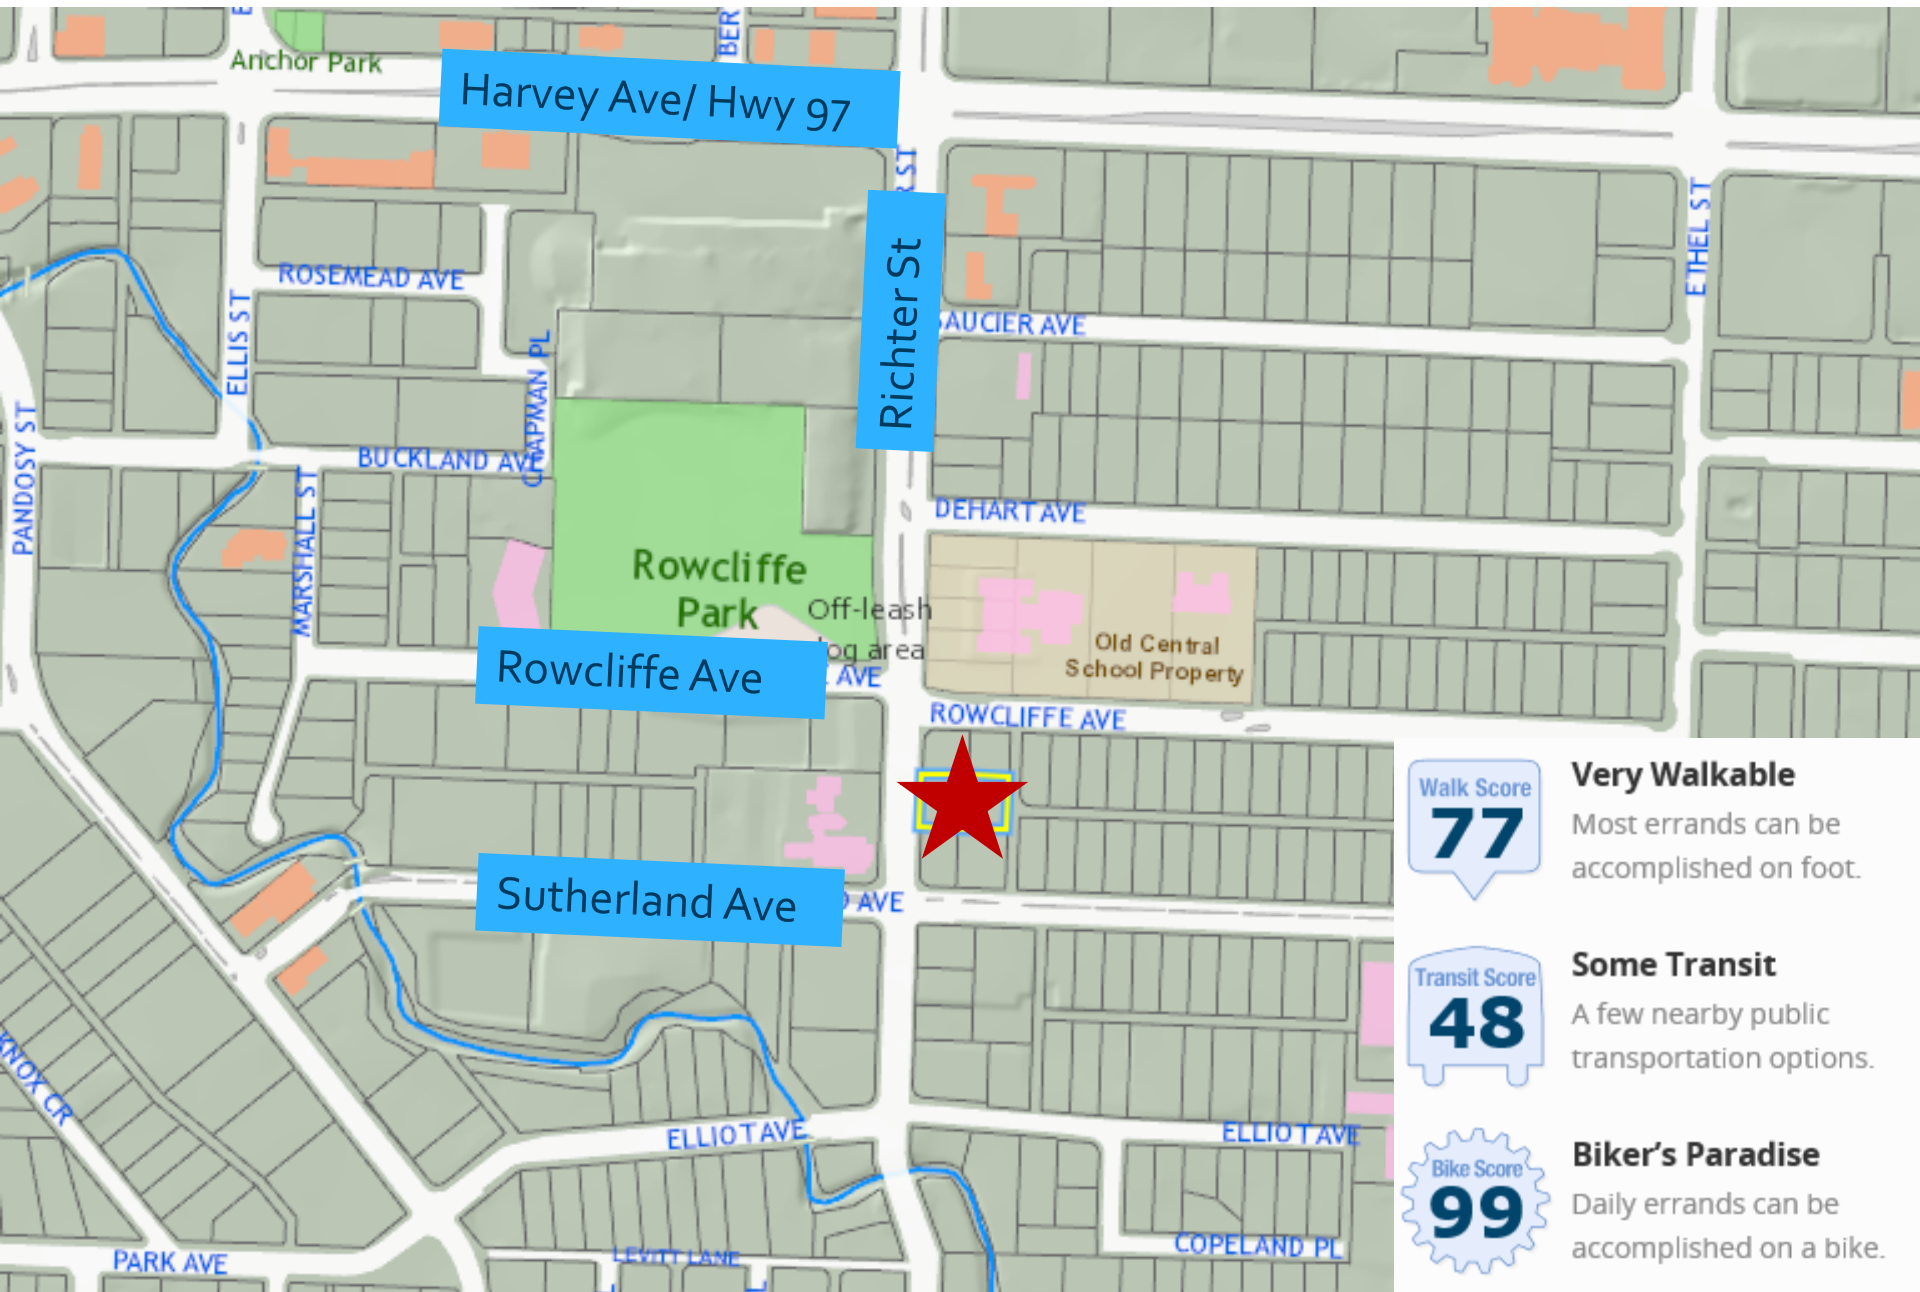 BER
Anchor Park
Harvey Ave/ Hwy 97
R ST
ETHEL ST
ROSEMEAD AVE
ELLIS ST
Richter St
SAUCIER AVE
CHAPMAN PL
PANDOSY ST
BUCKLAND AVE
MARSHALL ST
DEHART AVE
Rowcliffe
Park
Off-leash
dog area
Old Central
School Property
Rowcliffe Ave
AVE
ROWCLIFFE AVE
Walk Score
77
Very Walkable
Most errands can be
accomplished on foot.
Sutherland Ave
D AVE
Transit Score
48
Some Transit
A few nearby public
transportation options.
KNOX CR
ELLIOT AVE
ELLIOT AVE
Bike Score
99
Biker's Paradise
Daily errands can be
accomplished on a bike.
COPELAND PL
PARK AVE
LEVITT LANE